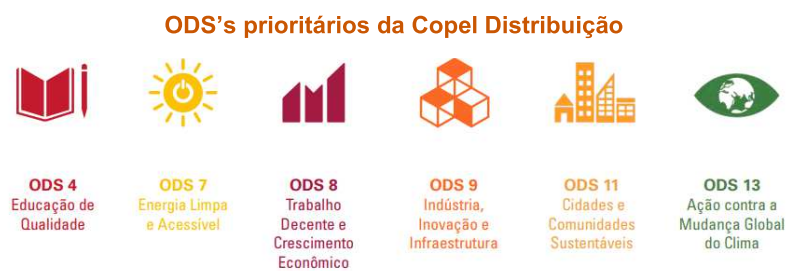 ODS’s prioritários da Copel Distribuição
ODS 4
Educação de
Qualidade
ODS 7
Energia Limpa
e Acessível
ODS 8
Trabalho
Decente e
Crescimento
Econômico
ODS 9
Indústria,
Inovação e
Infraestrutura
ODS 11
Cidades e
Comunidades
Sustentáveis
ODS 13
Ação contra a
Mudança Global
do Clima